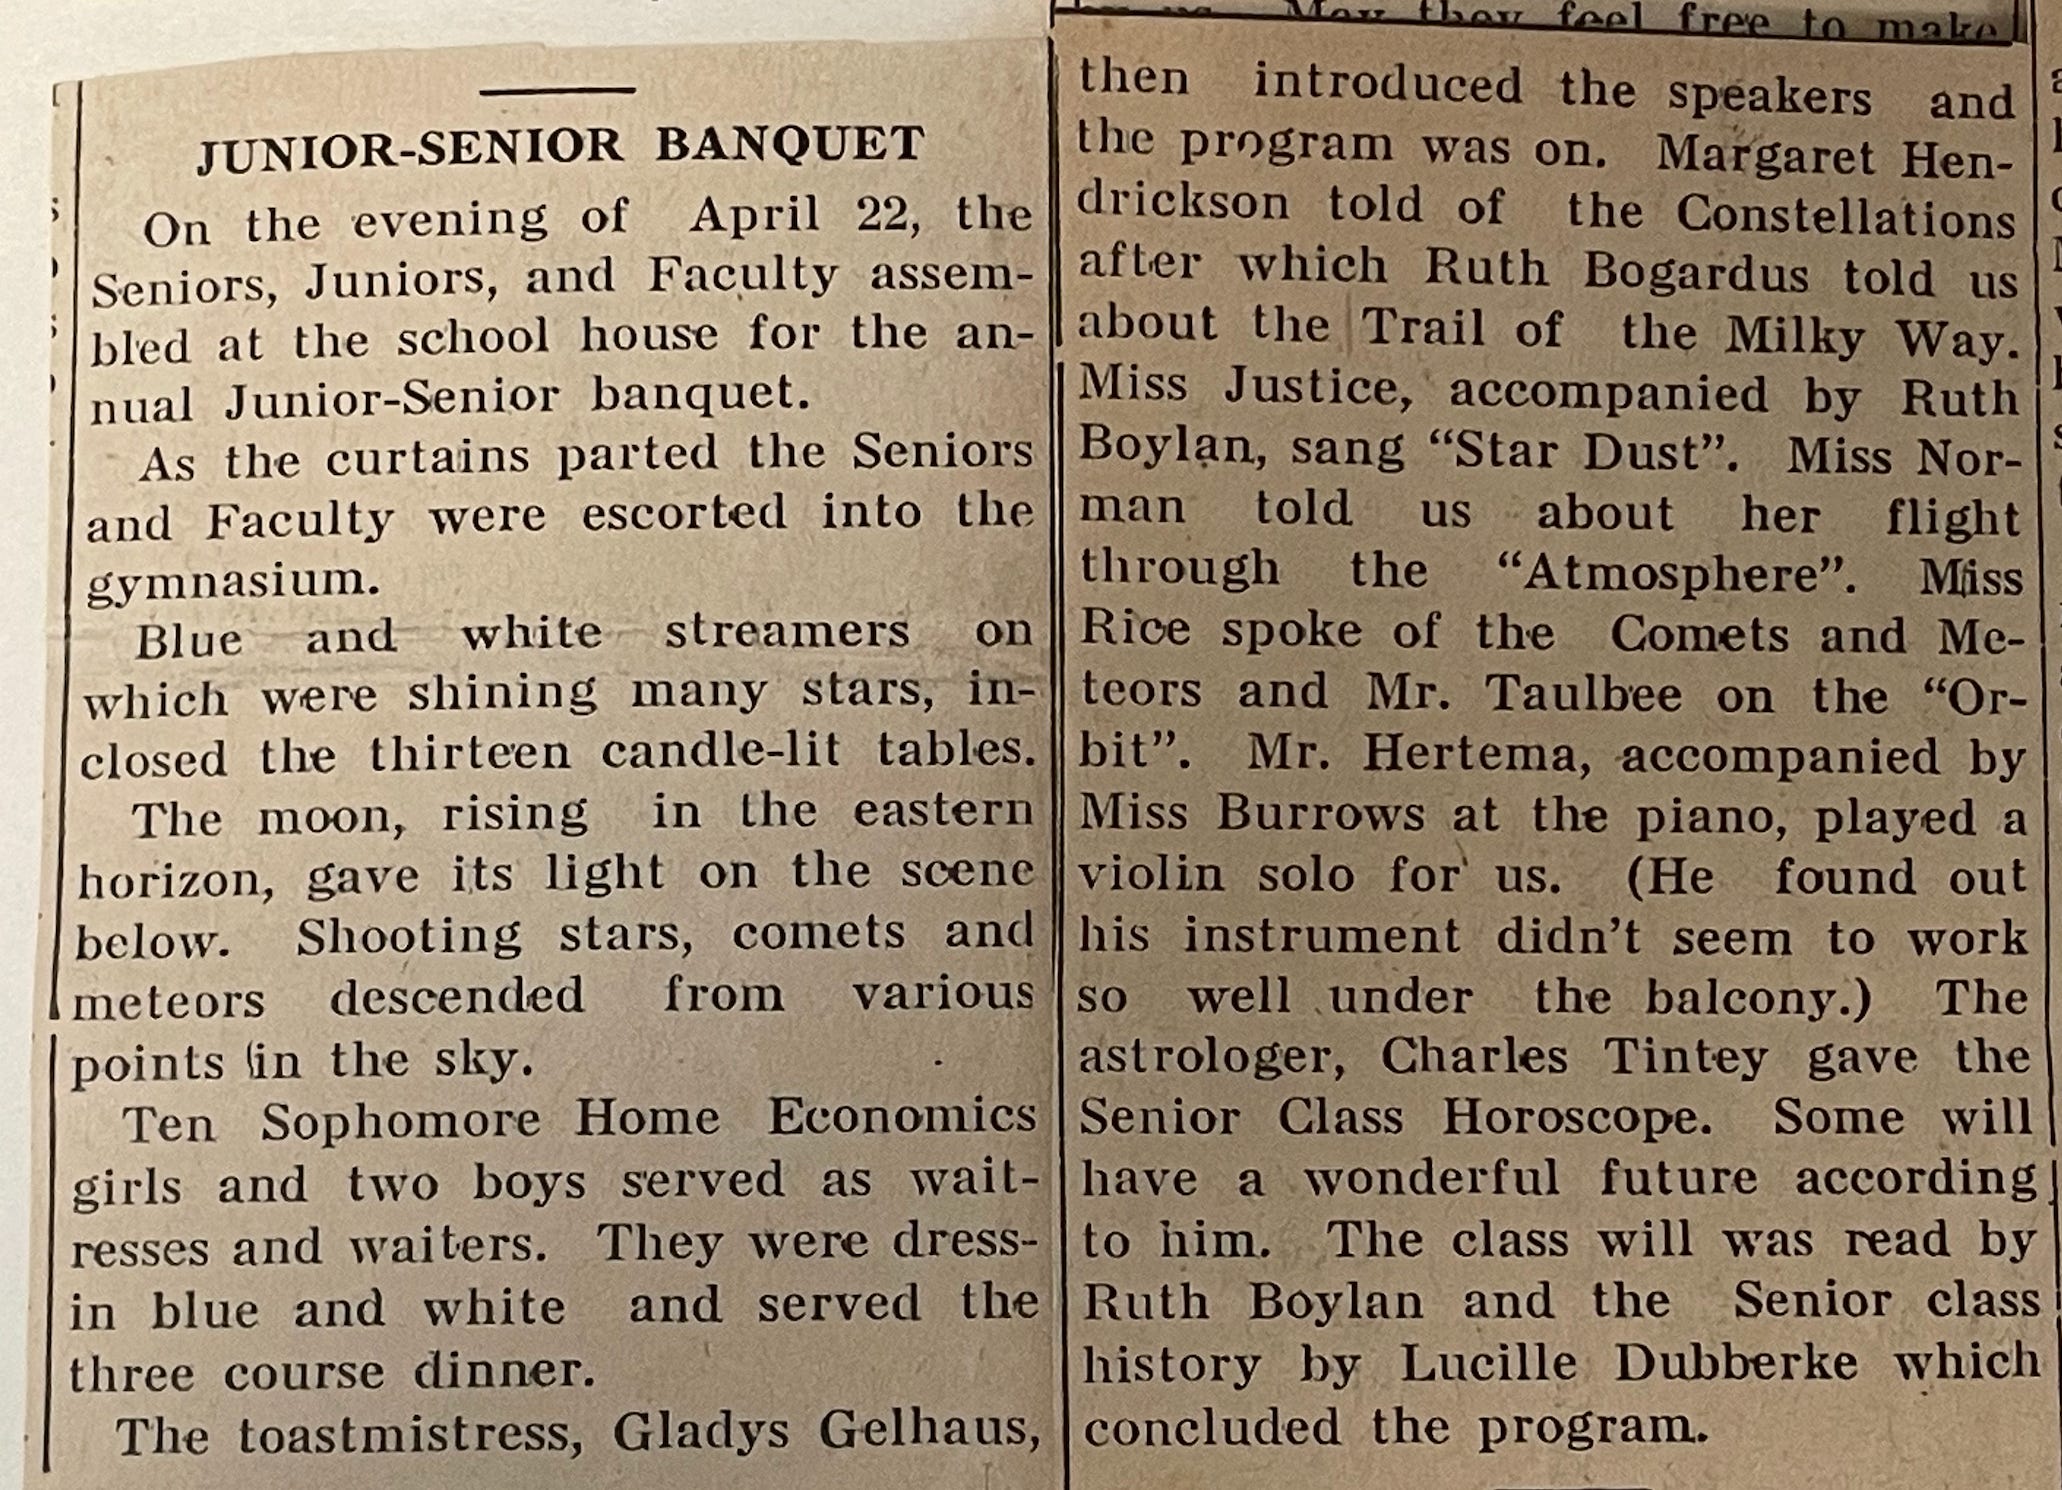 JUNIOR-SENIOR BANQUET
On the evening of April 22, the
Seniors, Juniors, and Faculty assem-
bled at the school house for the an-
nual Junior-Senior banquet.
As the curtains parted the Seniors
and Faculty were escorted into the
gymnasium.
Blue and white streamers on
which were shining many stars, in-
closed the thirteen candle-lit tables.
The moon, rising in the eastern
horizon, gave its light on the scene
below. Shooting stars, comets and
meteors descended from various
points in the sky.
Ten Sophomore Home Economics
girls and two boys served as wait-
resses and waiters. They were dress-
in blue and white and served the
three course dinner.
The toastmistress, Gladys Gelhaus,
May they feel free to make
then introduced the speakers and
the program was on. Margaret Hen-
drickson told of the Constellations
after which Ruth Bogardus told us
about the Trail of the Milky Way.
Miss Justice, accompanied by Ruth
Boylan, sang “Star Dust”. Miss Nor-
man told us about her flight
through the “Atmosphere”. Miss
Rice spoke of the Comets and Me-
teors and Mr. Taulbee on the “Or-
bit”. Mr. Hertema, accompanied by
Miss Burrows at the piano, played a
violin solo for us. (He found out
his instrument didn’t seem to work
so well under the balcony.) The
astrologer, Charles Tintey gave the
Senior Class Horoscope. Some will
have a wonderful future according
to him. The class will was read by
Ruth Boylan and the Senior class
history by Lucille Dubberke which
concluded the program.